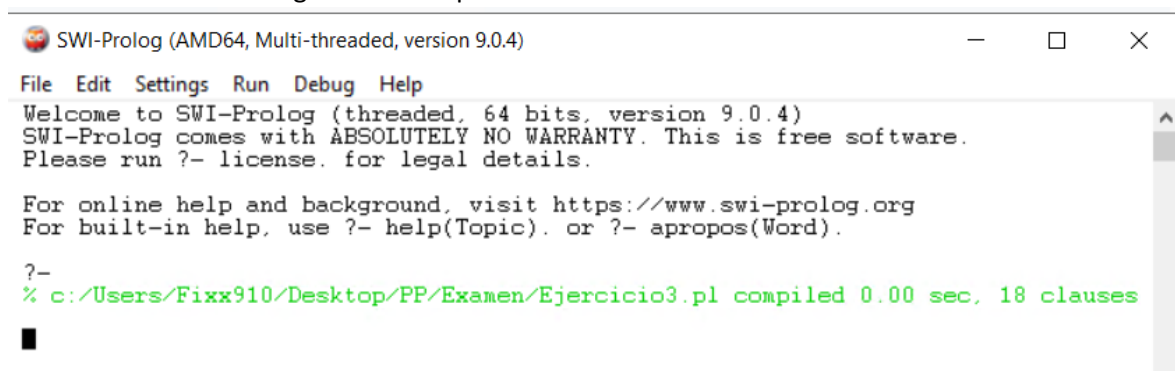 SWI-Prolog (AMD64, Multi-threaded, version 9.0.4)
File Edit Settings Run Debug Help
Welcome to SWI-Prolog (threaded, 64 bits, version 9.0.4)
SWI-Prolog comes with ABSOLUTELY NO WARRANTY. This is free software.
Please run ?- license. for legal details.
For online help and background, visit https://www.swi-prolog.org
For built-in help, use ?- help(Topic). or ?- apropos(Word).
?-
% c:/Users/Fixx910/Desktop/PP/Examen/Ejercicio3.pl compiled 0.00 sec, 18 clauses